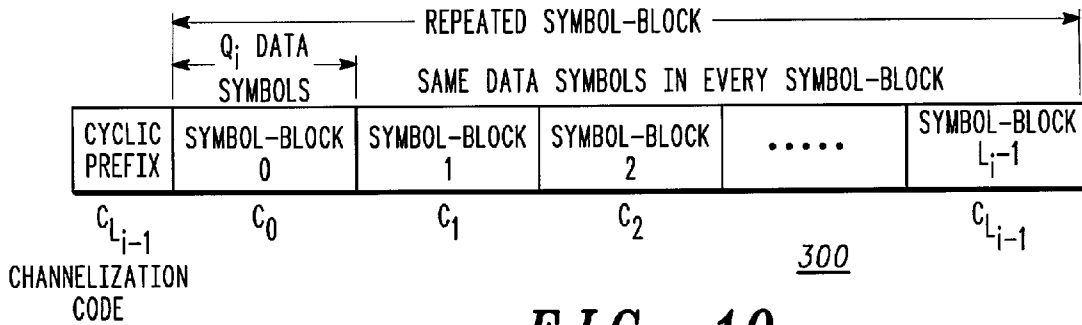 REPEATED SYMBOL-BLOCK
Qi DATA
SYMBOLS
SAME DATA SYMBOLS IN EVERY SYMBOL-BLOCK
CYCLIC
PREFIX
SYMBOL-BLOCK
0
SYMBOL-BLOCK
1
SYMBOL-BLOCK
2
.....
SYMBOL-BLOCK
Li-1
CLi-1
C0
C1
C2
CLi-1
300
CHANNELIZATION
CODE